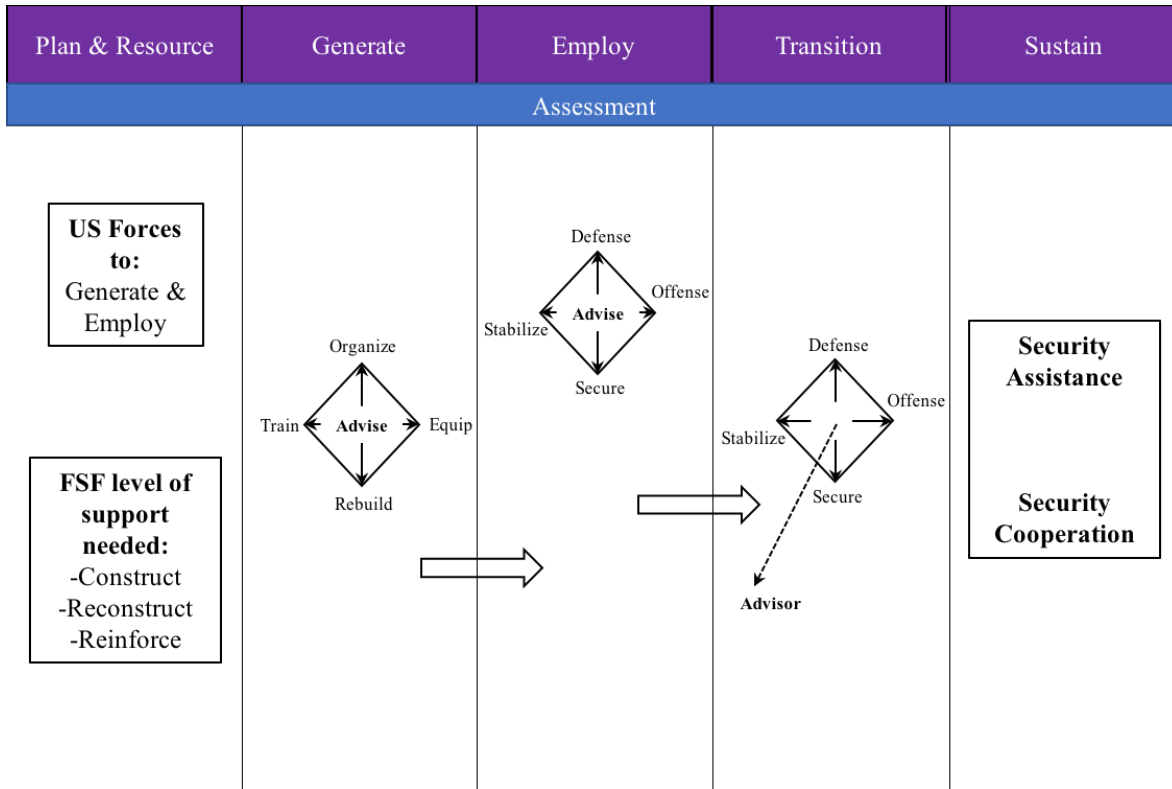 Plan & Resource
Generate
Employ
Transition
Sustain
Assessment
US Forces
to:
Generate &
Employ
FSF level of
support
needed:
-Construct
-Reconstruct
-Reinforce
Organize
Train
Advise
Equip
Rebuild
Defense
Offense
Advise
Stabilize
Secure
Defense
Offense
Stabilize
Secure
Advisor
Security
Assistance
Security
Cooperation